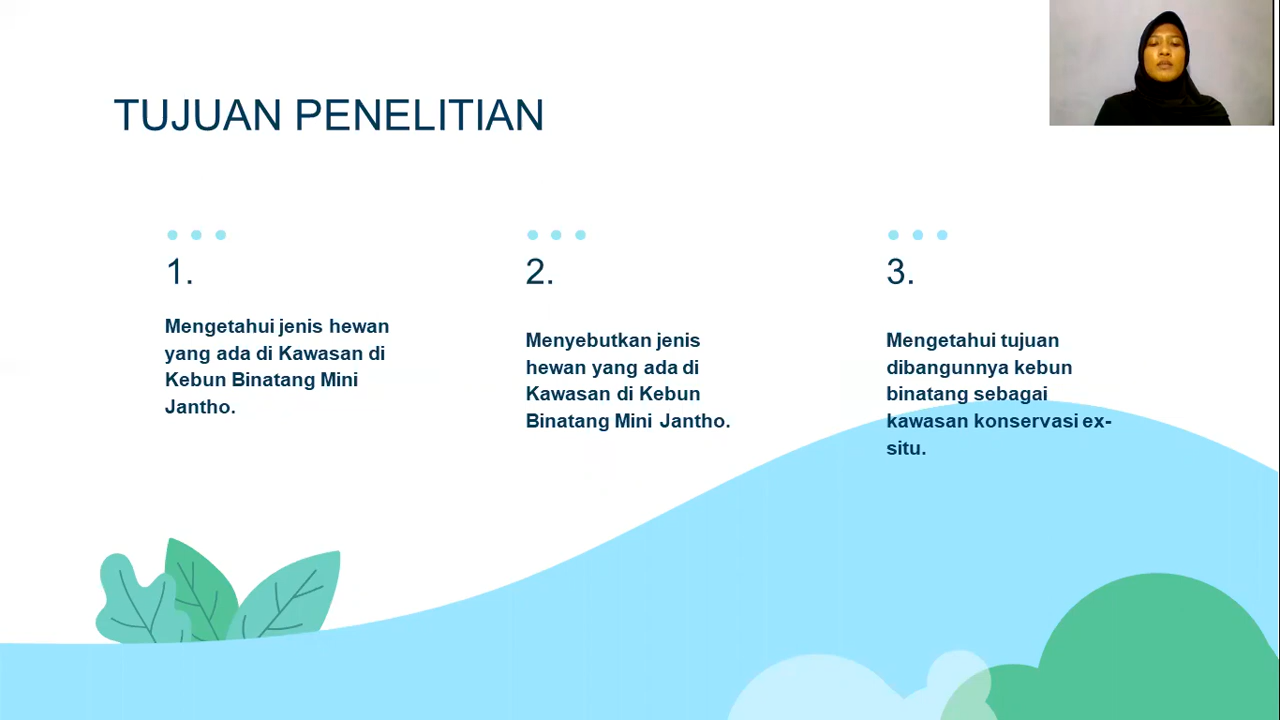 TUJUAN PENELITIAN
1.
Mengetahui jenis hewan
yang ada di Kawasan di
Kebun Binatang Mini
Jantho.
2.
Menyebutkan jenis
hewan yang ada di
Kawasan di Kebun
Binatang Mini Jantho.
3.
Mengetahui tujuan
dibangunnya kebun
binatang sebagai
kawasan konservasi ex-
situ.